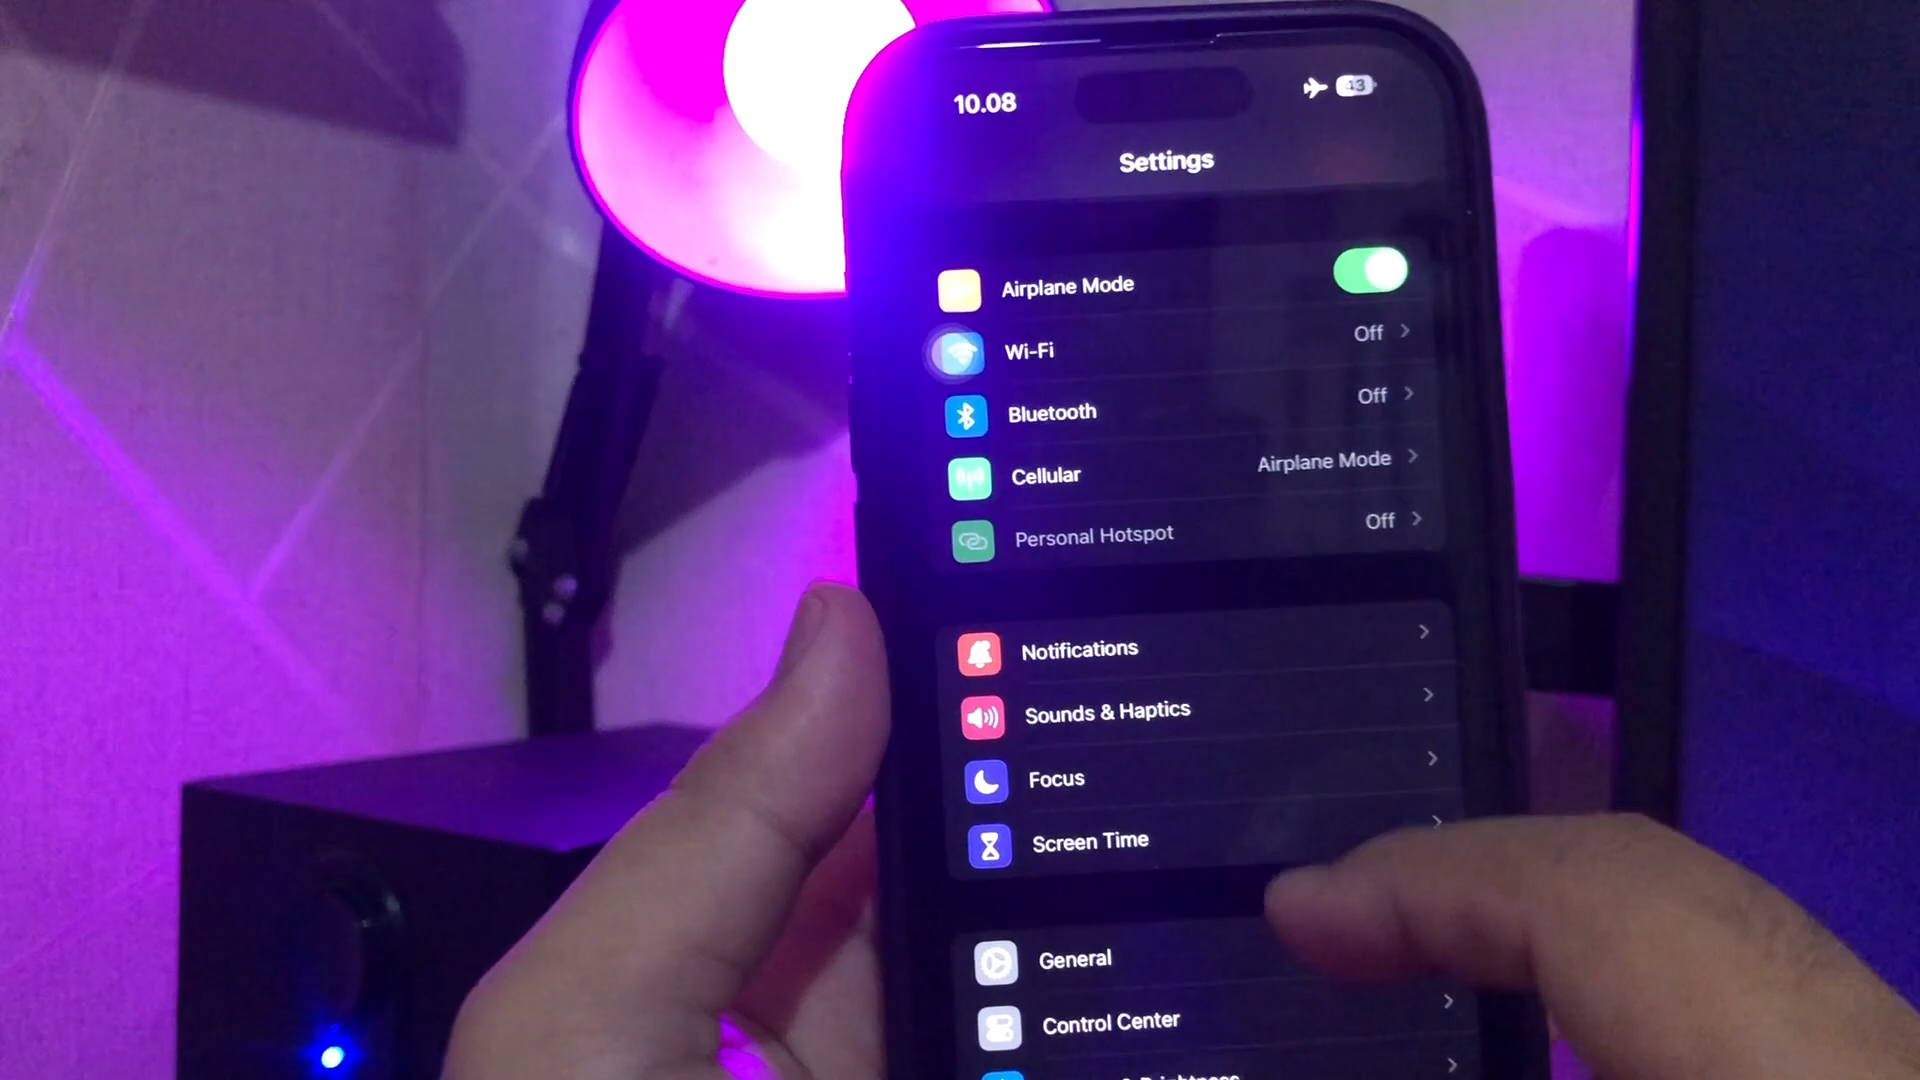 10.08
43
Settings
Airplane Mode
Wi-Fi Off
Bluetooth Off
Cellular Airplane Mode
Personal Hotspot Off
Notifications
Sounds & Haptics
Focus
Screen Time
General
Control Center
& Brightness